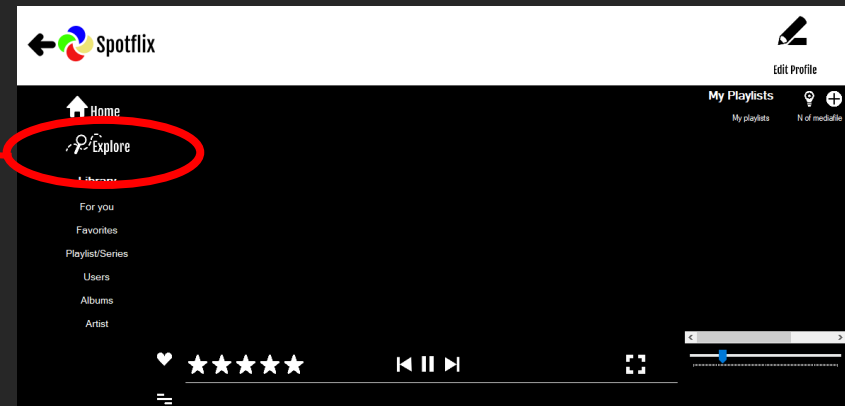 Spotflix
Edit Profile
Home
Explore
Library
For you
Favorites
Playlist/Series
Users
Albums
Artist
My Playlists
My playlists N of mediafile